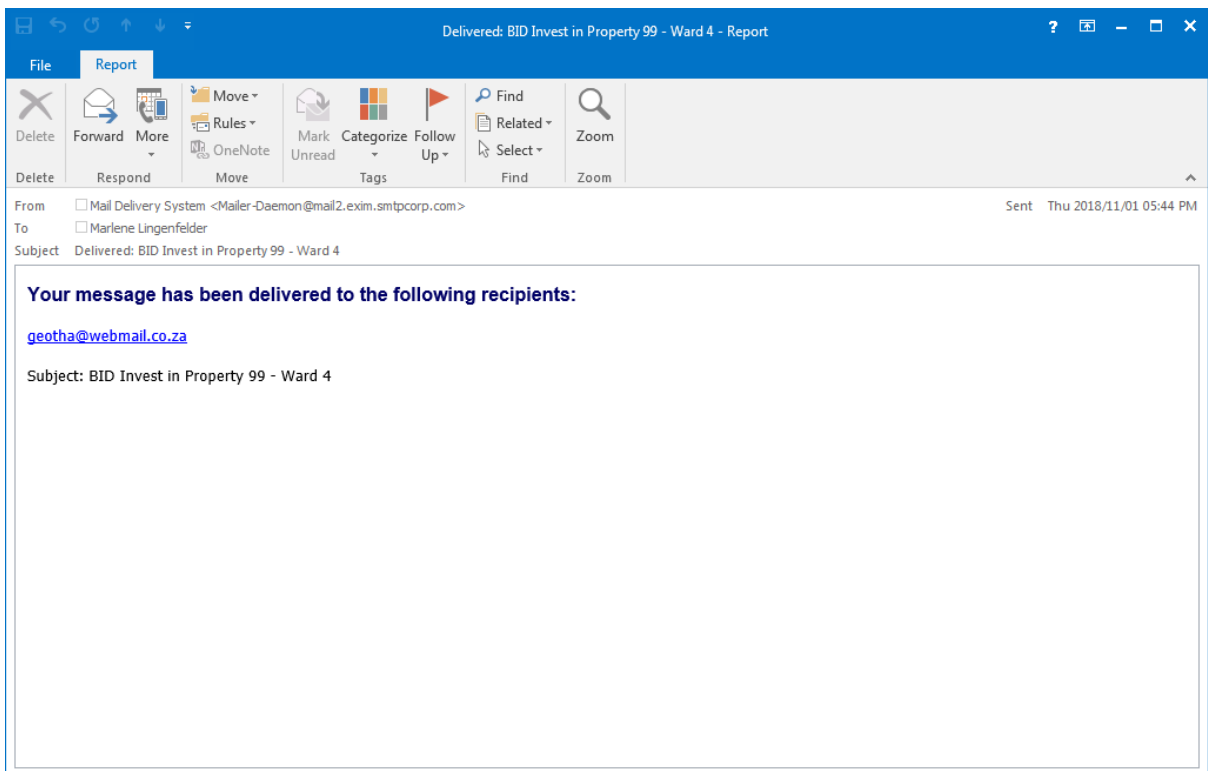 Delivered: BID Invest in Property 99 - Ward 4 - Report
?
File Report
Delete
Forward
More
Move
Rules
OneNote
Mark Unread
Categorize
Follow Up
Find
Related
Select
Zoom
Delete Respond Move Tags Find Zoom
From Mail Delivery System <Mailer-Daemon@mail2.exim.smtpcorp.com> Sent Thu 2018/11/01 05:44 PM
To Marlene Lingenfelder
Subject Delivered: BID Invest in Property 99 - Ward 4
Your message has been delivered to the following recipients:
geotha@webmail.co.za
Subject: BID Invest in Property 99 - Ward 4